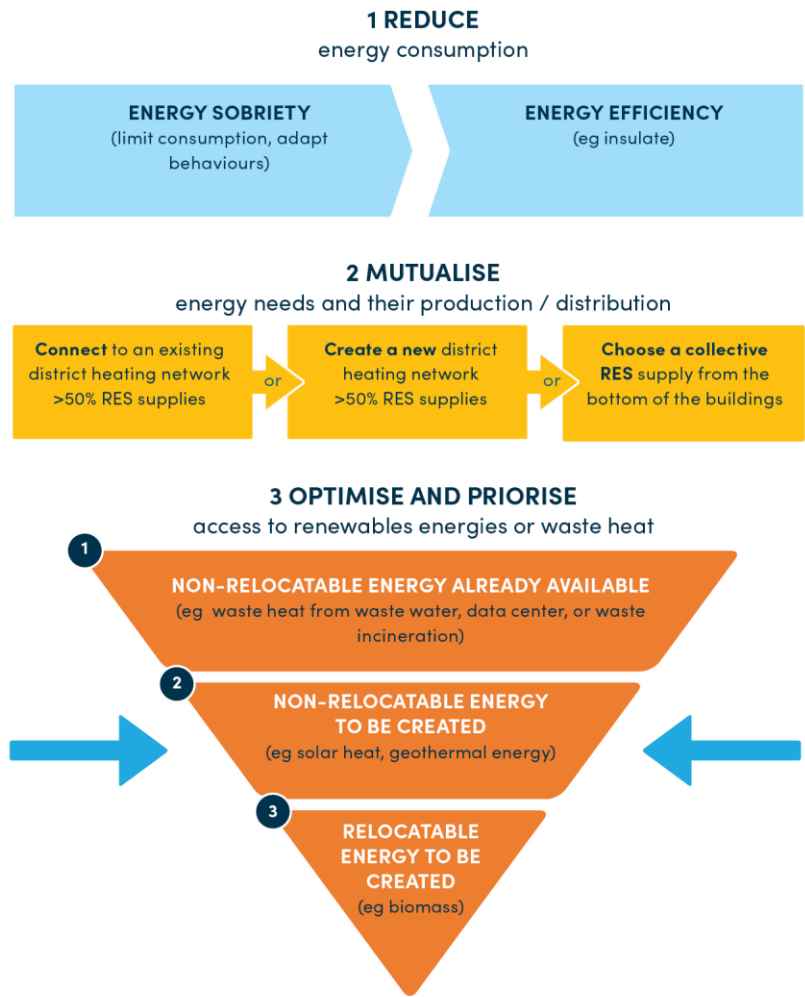 1 REDUCE
energy consumption
ENERGY SOBRIETY
(limit consumption, adapt
behaviours)
ENERGY EFFICIENCY
(eg insulate)
2 MUTUALISE
energy needs and their production / distribution
Connect to an existing
district heating network
>50% RES supplies
or
Create a new district
heating network
>50% RES supplies
or
Choose a collective
RES supply from the
bottom of the buildings
3 OPTIMISE AND PRIORISE
access to renewables energies or waste heat
1
NON-RELOCATABLE ENERGY ALREADY AVAILABLE
(eg waste heat from waste water, data center, or waste
incineration)
2
NON-RELOCATABLE ENERGY
TO BE CREATED
(eg solar heat, geothermal energy)
3
RELOCATABLE
ENERGY TO BE
CREATED
(eg biomass)